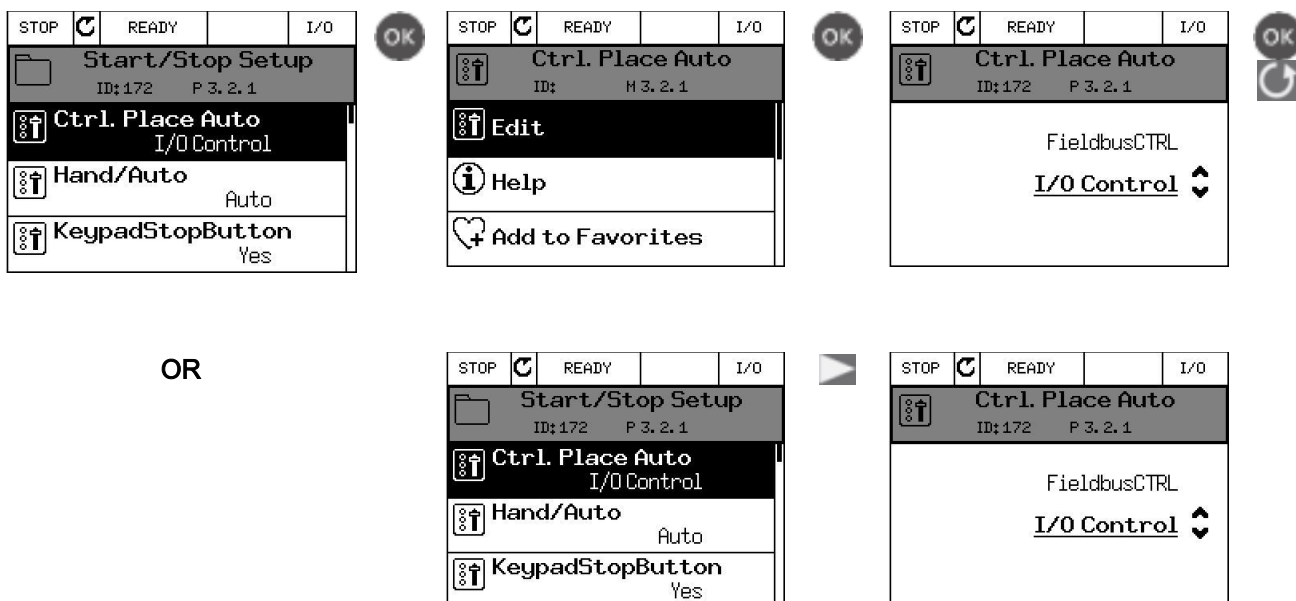 STOP READY I/O
Start/Stop Setup
ID:172 P3.2.1
Ctrl. Place Auto
I/O Control
Hand/Auto
Auto
KeypadStopButton
Yes
OK
STOP READY I/O
Ctrl. Place Auto
ID: M3.2.1
Edit
Help
Add to Favorites
OK
STOP READY I/O
Ctrl. Place Auto
ID:172 P3.2.1
FieldbusCTRL
I/O Control
OK
OR
STOP READY I/O
Start/Stop Setup
ID:172 P3.2.1
Ctrl. Place Auto
I/O Control
Hand/Auto
Auto
KeypadStopButton
Yes
STOP READY I/O
Ctrl. Place Auto
ID:172 P3.2.1
FieldbusCTRL
I/O Control